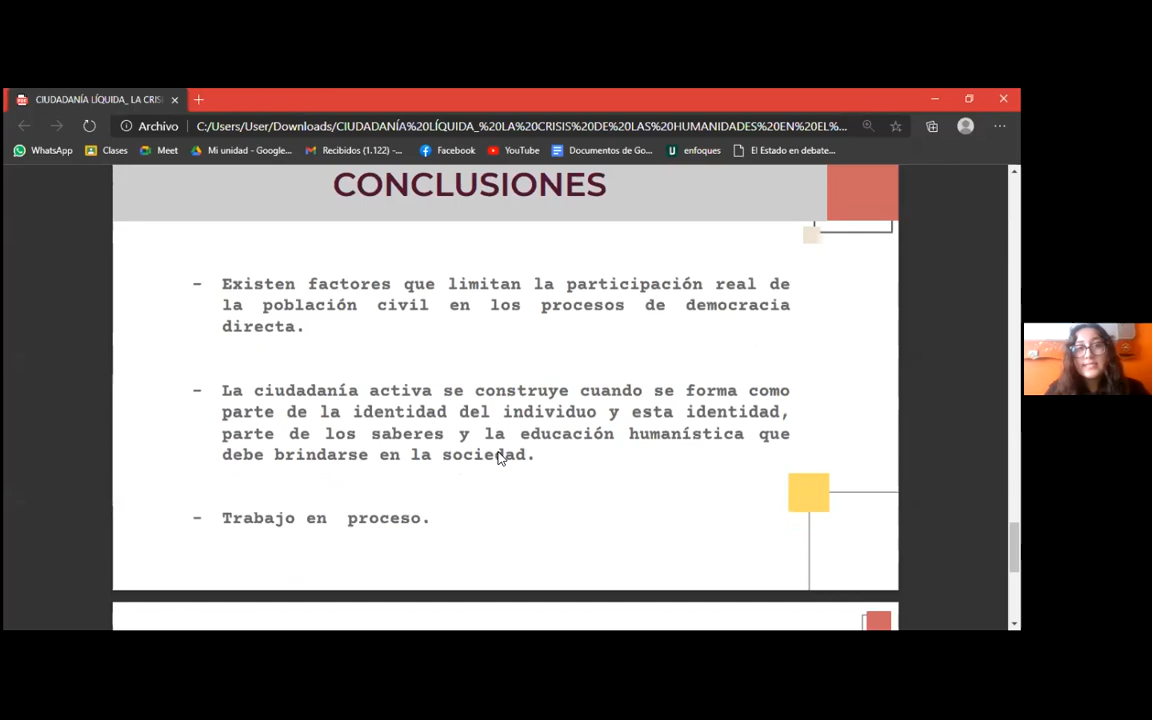 CIUDADANÍA LÍQUIDA_ LA CRIS
Archivo
C:/Users/User/Downloads/CIUDADANÍA%20LÍQUIDA_%20LA%20CRISIS%20DE%20LAS%20HUMANIDADES%20EN%20EL%...
WhatsApp
Clases
Meet
Mi unidad - Google...
Recibidos (1.122) -...
Facebook
YouTube
Documentos de Go...
enfoques
El Estado en debate...
CONCLUSIONES
- Existen factores que limitan la participación real de
la población civil en los procesos de democracia
directa.
- La ciudadanía activa se construye cuando se forma como
parte de la identidad del individuo y esta identidad,
parte de los saberes y la educación humanística que
debe brindarse en la sociedad.
- Trabajo en proceso.